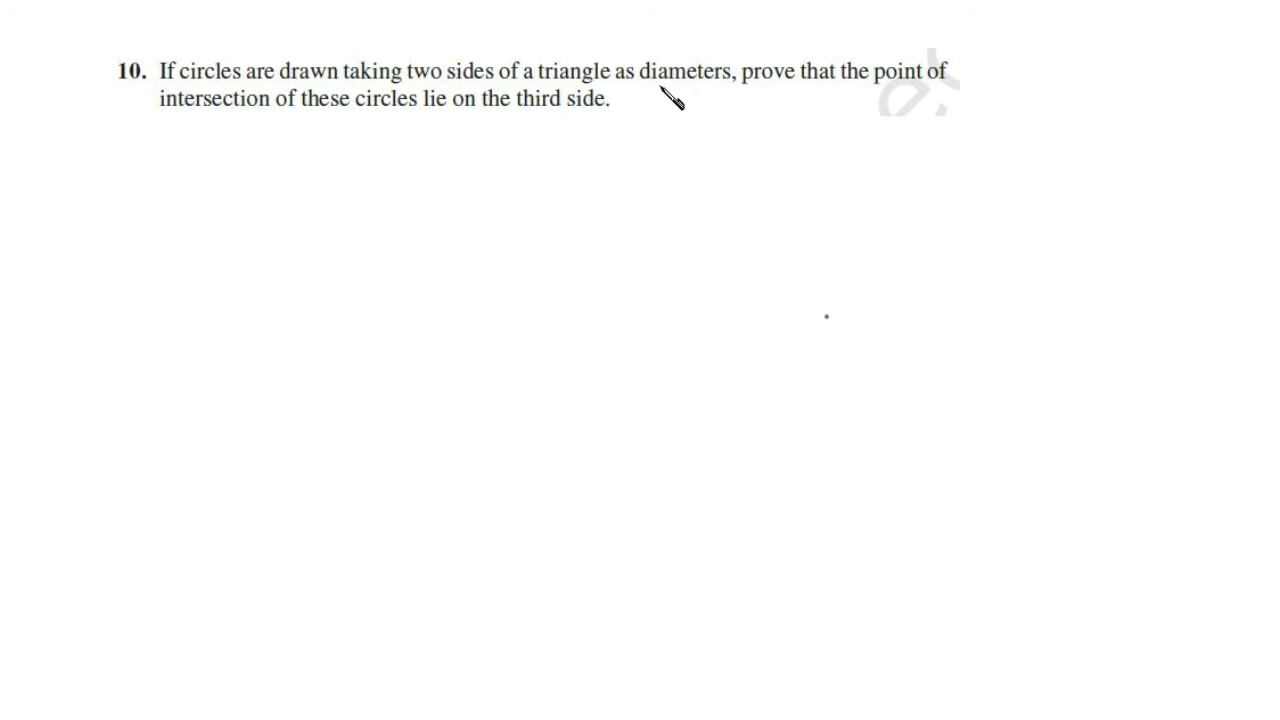 10. If circles are drawn taking two sides of a triangle as diameters, prove that the point of
intersection of these circles lie on the third side.